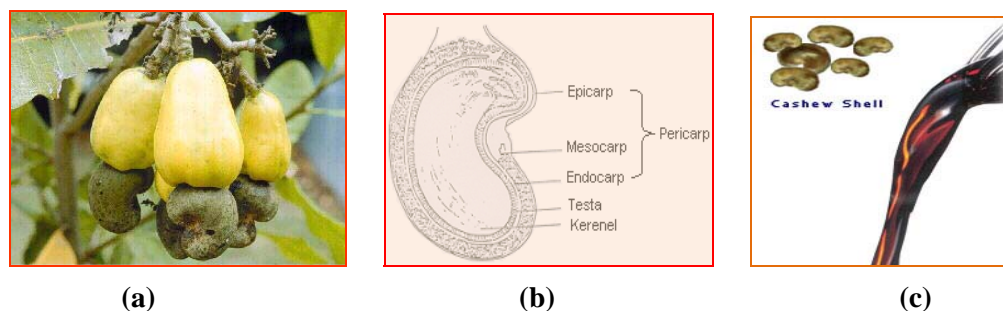 Epicarp
Pericarp
Mesocarp
Endocarp
Testa
Kerenel
Cashew Shell
(a)
(b)
(c)